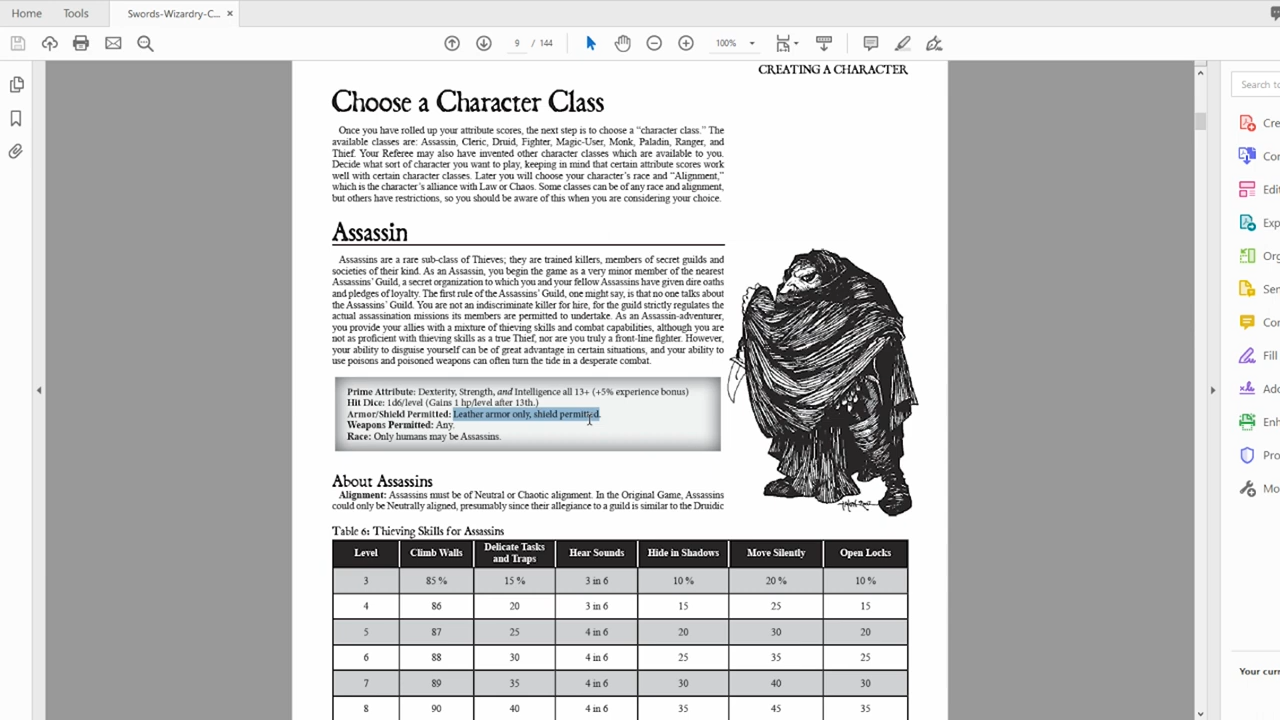 Home
Tools
Swords-Wizardry-C... ×
9 / 144
100%
Search to
CREATING A CHARACTER
Choose a Character Class
Once you have rolled up your attribute scores, the next step is to choose a “character class.” The
available classes are: Assassin, Cleric, Druid, Fighter, Magic-User, Monk, Paladin, Ranger, and
Thief. Your Referee may also have invented other character classes which are available to you.
Decide what sort of character you want to play, keeping in mind that certain attribute scores work
well with certain character classes. Later you will choose your character’s race and “Alignment,”
which is the character’s alliance with Law or Chaos. Some classes can be of any race and alignment,
but others have restrictions, so you should be aware of this when you are considering your choice.
Assassin
Assassins are a rare sub-class of Thieves; they are trained killers, members of secret guilds and
societies of their kind. As an Assassin, you begin the game as a very minor member of the nearest
Assassins’ Guild, a secret organization to which you and your fellow Assassins have given dire oaths
and pledges of loyalty. The first rule of the Assassins’ Guild, one might say, is that no one talks about
the Assassins’ Guild. You are not an indiscriminate killer for hire, for the guild strictly regulates the
actual assassination missions its members are permitted to undertake. As an Assassin-adventurer,
you provide your allies with a mixture of thieving skills and combat capabilities, although you are
not as proficient with thieving skills as a true Thief, nor are you truly a front-line fighter. However,
your ability to disguise yourself can be of great advantage in certain situations, and your ability to
use poisons and poisoned weapons can often turn the tide in a desperate combat.
Prime Attribute: Dexterity, Strength, and Intelligence all 13+ (+5% experience bonus)
Hit Dice: 1d6/level (Gains 1 hp/level after 13th.)
Armor/Shield Permitted: Leather armor only, shield permitted.
Weapons Permitted: Any.
Race: Only humans may be Assassins.
About Assassins
Alignment: Assassins must be of Neutral or Chaotic alignment. In the Original Game, Assassins
could only be Neutrally aligned, presumably since their allegiance to a guild is similar to the Druidic
Table 6: Thieving Skills for Assassins
Level Climb Walls Delicate Tasks and Traps Hear Sounds Hide in Shadows Move Silently Open Locks
3 85 % 15 % 3 in 6 10 % 20 % 10 %
4 86 20 3 in 6 15 25 15
5 87 25 4 in 6 20 30 20
6 88 30 4 in 6 25 35 25
7 89 35 4 in 6 30 40 30
8 90 40 4 in 6 35 45 35
Cre
Con
Edit
Exp
Org
Sen
Con
Fill
Add
Enh
Pro
Mo
Your curr